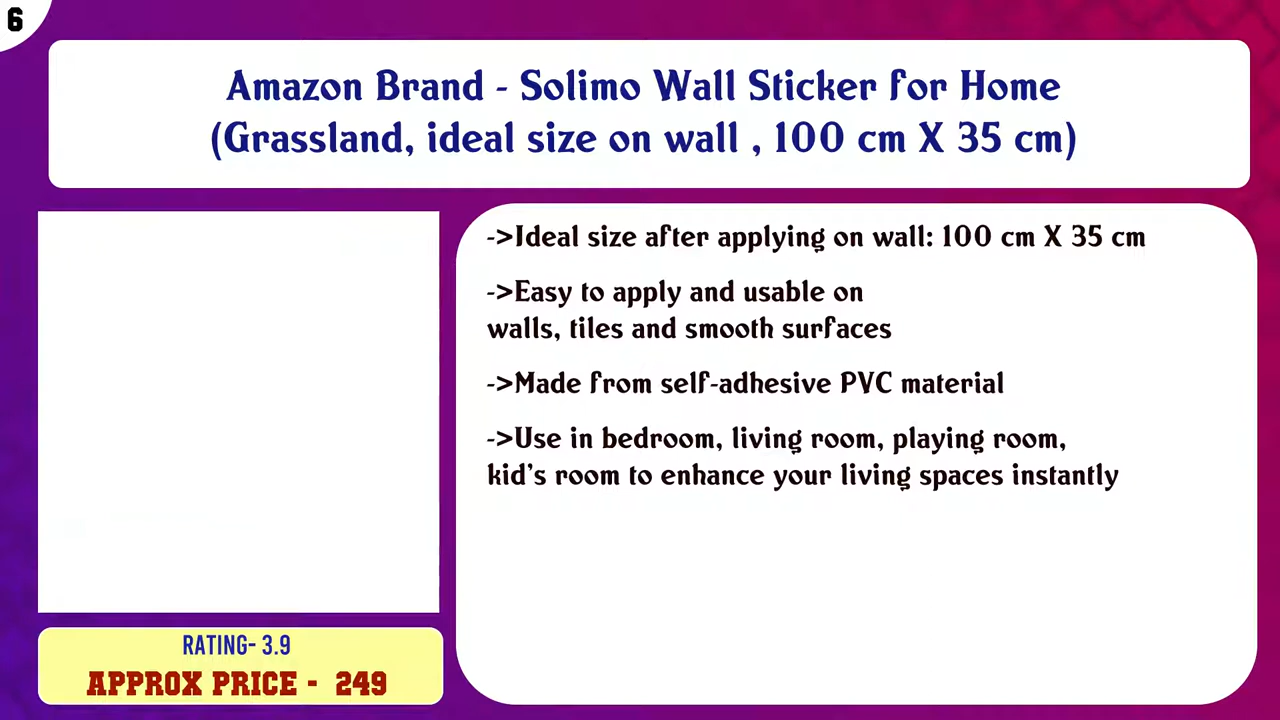 6
Amazon Brand - Solimo Wall Sticker for Home
(Grassland, ideal size on wall , 100 cm X 35 cm)
->Ideal size after applying on wall: 100 cm X 35 cm
->Easy to apply and usable on
walls, tiles and smooth surfaces
->Made from self-adhesive PVC material
->Use in bedroom, living room, playing room,
kid's room to enhance your living spaces instantly
RATING- 3.9
APPROX PRICE - 249